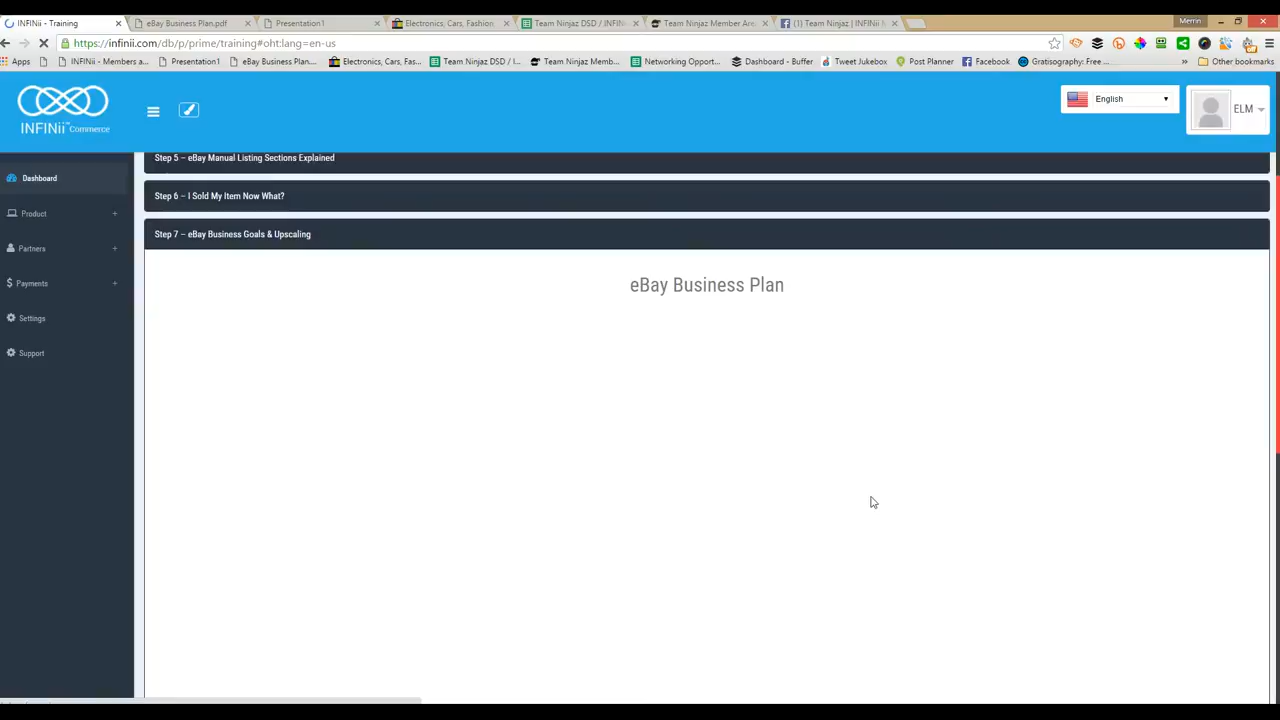 INFINii - Training
eBay Business Plan.pdf
Presentation1
Electronics, Cars, Fashion
Team Ninjaz DSD / INFINi
Team Ninjaz Member Are
(1) Team Ninjaz | INFINii M
Merrin
https://infinii.com/db/p/prime/training#oht:lang=en-us
Apps
INFINii - Members a...
Presentation1
eBay Business Plan....
Electronics, Cars, Fas...
Team Ninjaz DSD / I...
Team Ninjaz Memb...
Networking Opport...
Dashboard - Buffer
Tweet Jukebox
Post Planner
Facebook
Gratisography: Free ...
»
Other bookmarks
INFINii™ Commerce
English
ELM
Dashboard
Product +
Partners +
Payments +
Settings
Support
Step 5 – eBay Manual Listing Sections Explained
Step 6 – I Sold My Item Now What?
Step 7 – eBay Business Goals & Upscaling
eBay Business Plan